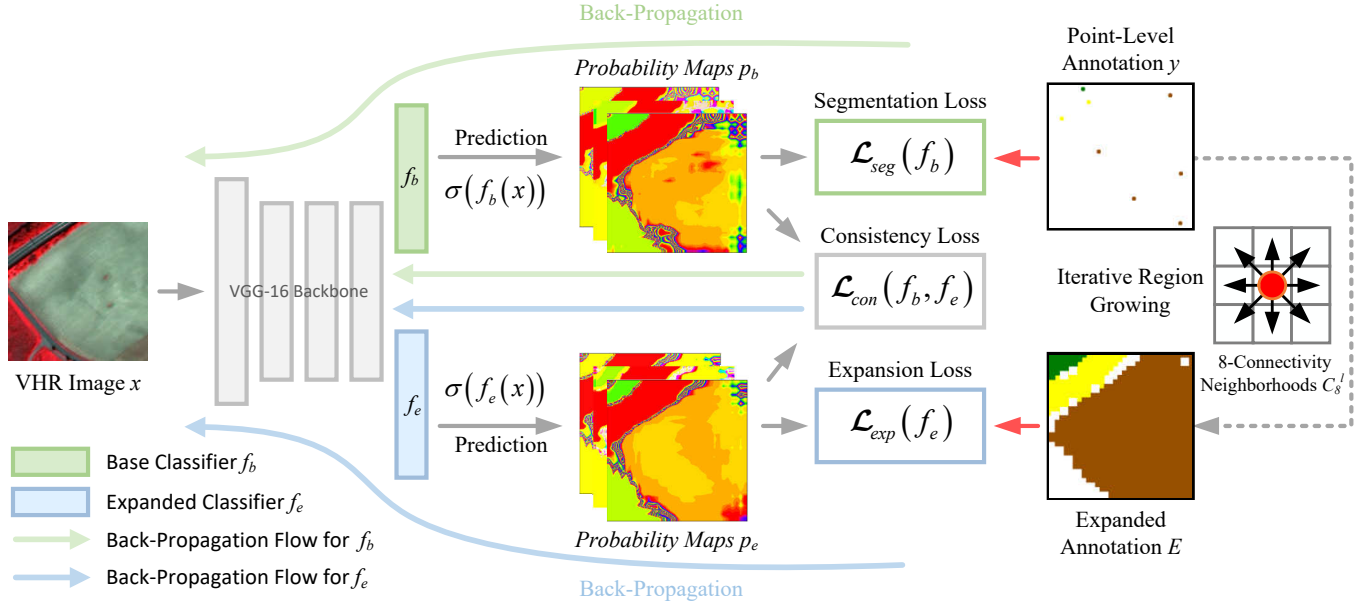 Back-Propagation
Probability Maps p_b
Point-Level
Annotation y
Segmentation Loss
Prediction
f_b
σ(f_b(x))
ℒ_seg(f_b)
VGG-16 Backbone
Consistency Loss
ℒ_con(f_b, f_e)
Iterative Region
Growing
8-Connectivity
Neighborhoods C_8^l
VHR Image x
f_e
σ(f_e(x))
Prediction
Expansion Loss
ℒ_exp(f_e)
Expanded
Annotation E
Probability Maps p_e
Base Classifier f_b
Expanded Classifier f_e
Back-Propagation Flow for f_b
Back-Propagation Flow for f_e
Back-Propagation